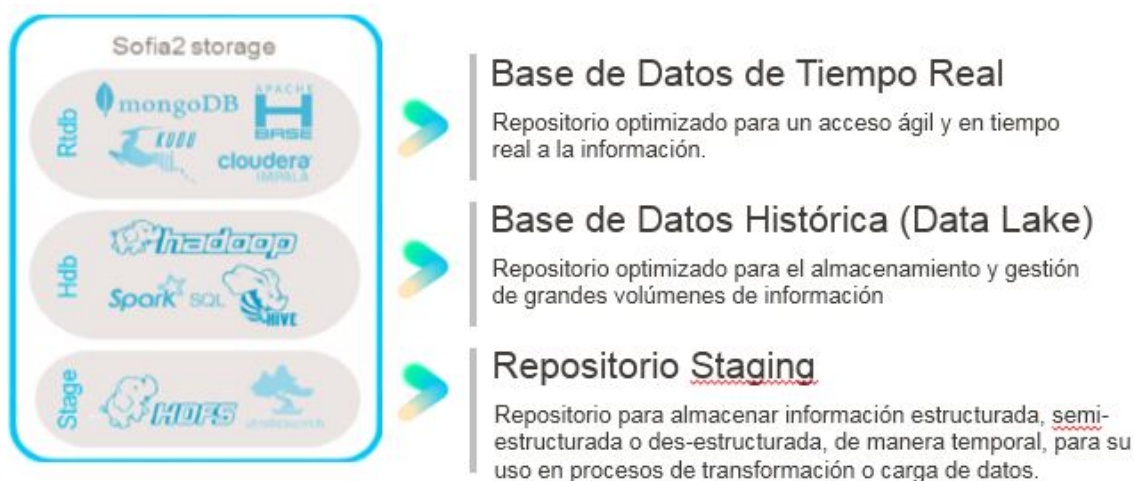 Sofia2 storage
Rtdb
mongoDB
APACHE
HBASE
KUDU
cloudera
IMPALA
Base de Datos de Tiempo Real
Repositorio optimizado para un acceso ágil y en tiempo
real a la información.
Hdb
hadoop
Spark SQL
HIVE
Base de Datos Histórica (Data Lake)
Repositorio optimizado para el almacenamiento y gestión
de grandes volúmenes de información
Stage
HDFS
Repositorio Staging
Repositorio para almacenar información estructurada, semi-
estructurada o des-estructurada, de manera temporal, para su
uso en procesos de transformación o carga de datos.